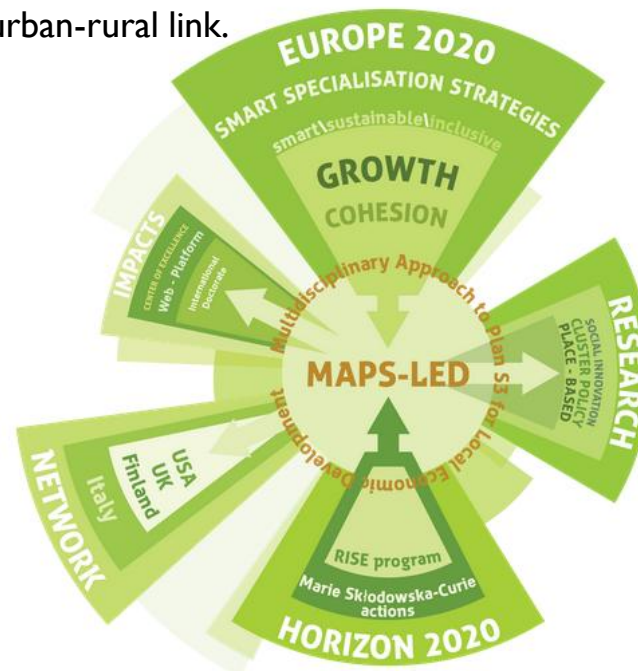 urban-rural link.
EUROPE 2020
SMART SPECIALISATION STRATEGIES
smart\sustainable\inclusive
GROWTH
COHESION
IMPACTS
CENTER OF EXCELLENCE
Web - Platform
International
Doctorate
Multidisciplinary Approach to Plan S3 for Local Economic Development
MAPS-LED
RESEARCH
SOCIAL INNOVATION
CLUSTER POLICY
PLACE - BASED
NETWORK
Italy
USA
UK
Finland
RISE program
Marie Skłodowska-Curie
actions
HORIZON 2020